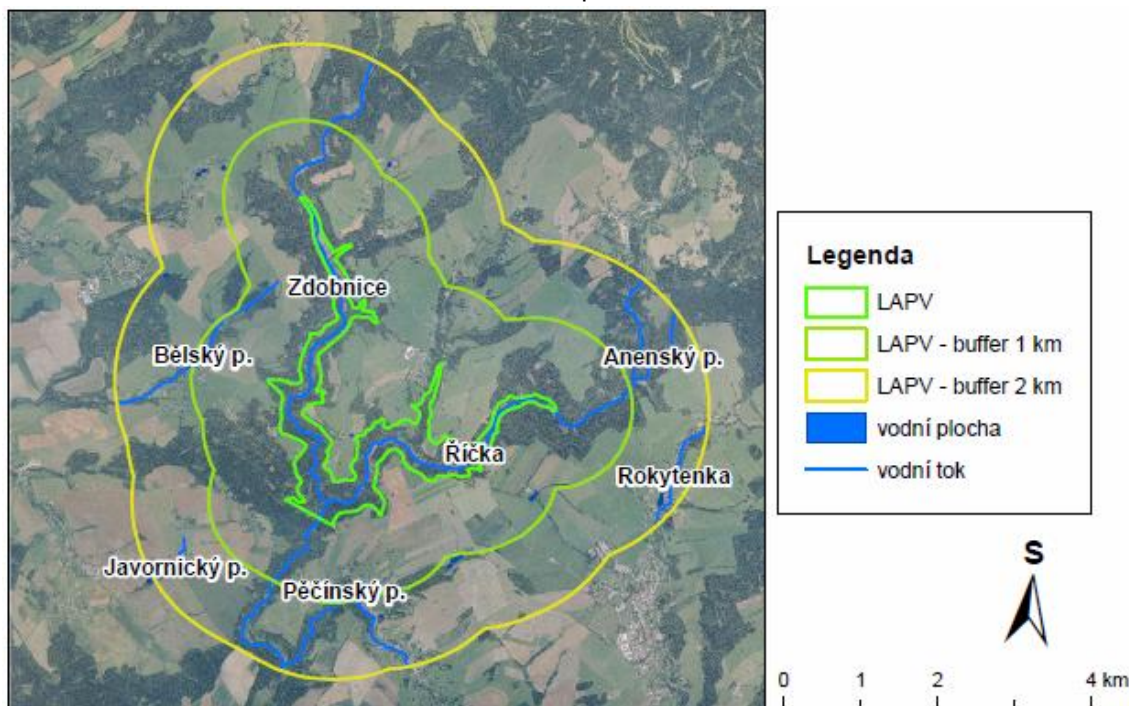 Zdobnice
Bělský p.
Anenský p.
Říčka
Rokytenka
Javornický p.
Pěčínský p.
Legenda
LAPV
LAPV - buffer 1 km
LAPV - buffer 2 km
vodní plocha
vodní tok
S
0 1 2 4 km